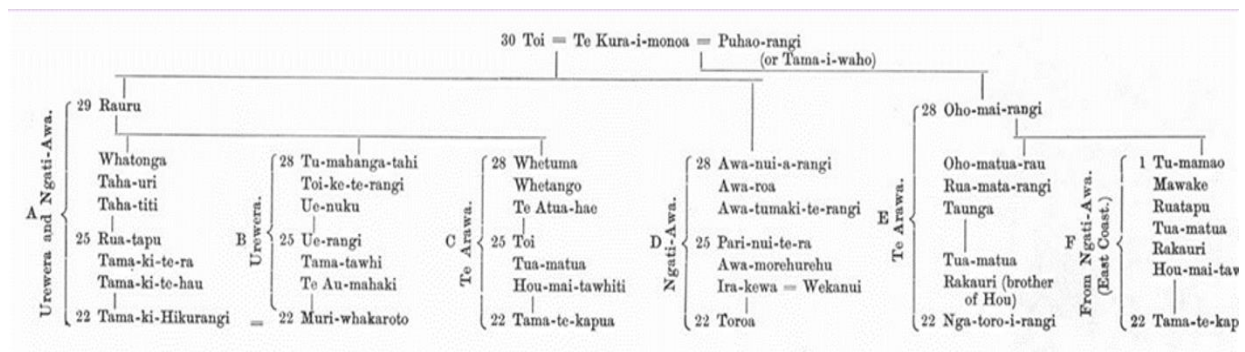 30 Toi = Te Kura-i-monoa = Puhao-rangi
(or Tama-i-waho)
Urewera and Ngati-Awa.
A
29 Rauru
Whatonga
Taha-uri
Taha-titi
25 Rua-tapu
Tama-ki-te-ra
Tama-ki-te-hau
22 Tama-ki-Hikurangi =
Urewera.
B
28 Tu-mahanga-tahi
Toi-ke-te-rangi
Ue-nuku
25 Ue-rangi
Tama-tawhi
Te Au-mahaki
22 Muri-whakaroto
Te Arawa.
C
28 Whetuma
Whetango
Te Atua-hae
25 Toi
Tua-matua
Hou-mai-tawhiti
22 Tama-te-kapua
Ngati-Awa.
D
28 Awa-nui-a-rangi
Awa-roa
Awa-tumaki-te-rangi
25 Pari-nui-te-ra
Awa-morehurehu
Ira-kewa = Wekanui
22 Toroa
Te Arawa.
E
28 Oho-mai-rangi
Oho-matua-rau
Rua-mata-rangi
Taunga
Tua-matua
Rakauri (brother
of Hou)
22 Nga-toro-i-rangi
From Ngati-Awa.
(East Coast.)
F
1 Tu-mamao
Mawake
Ruatapu
Tua-matua
Rakauri
Hou-mai-taw
22 Tama-te-kap